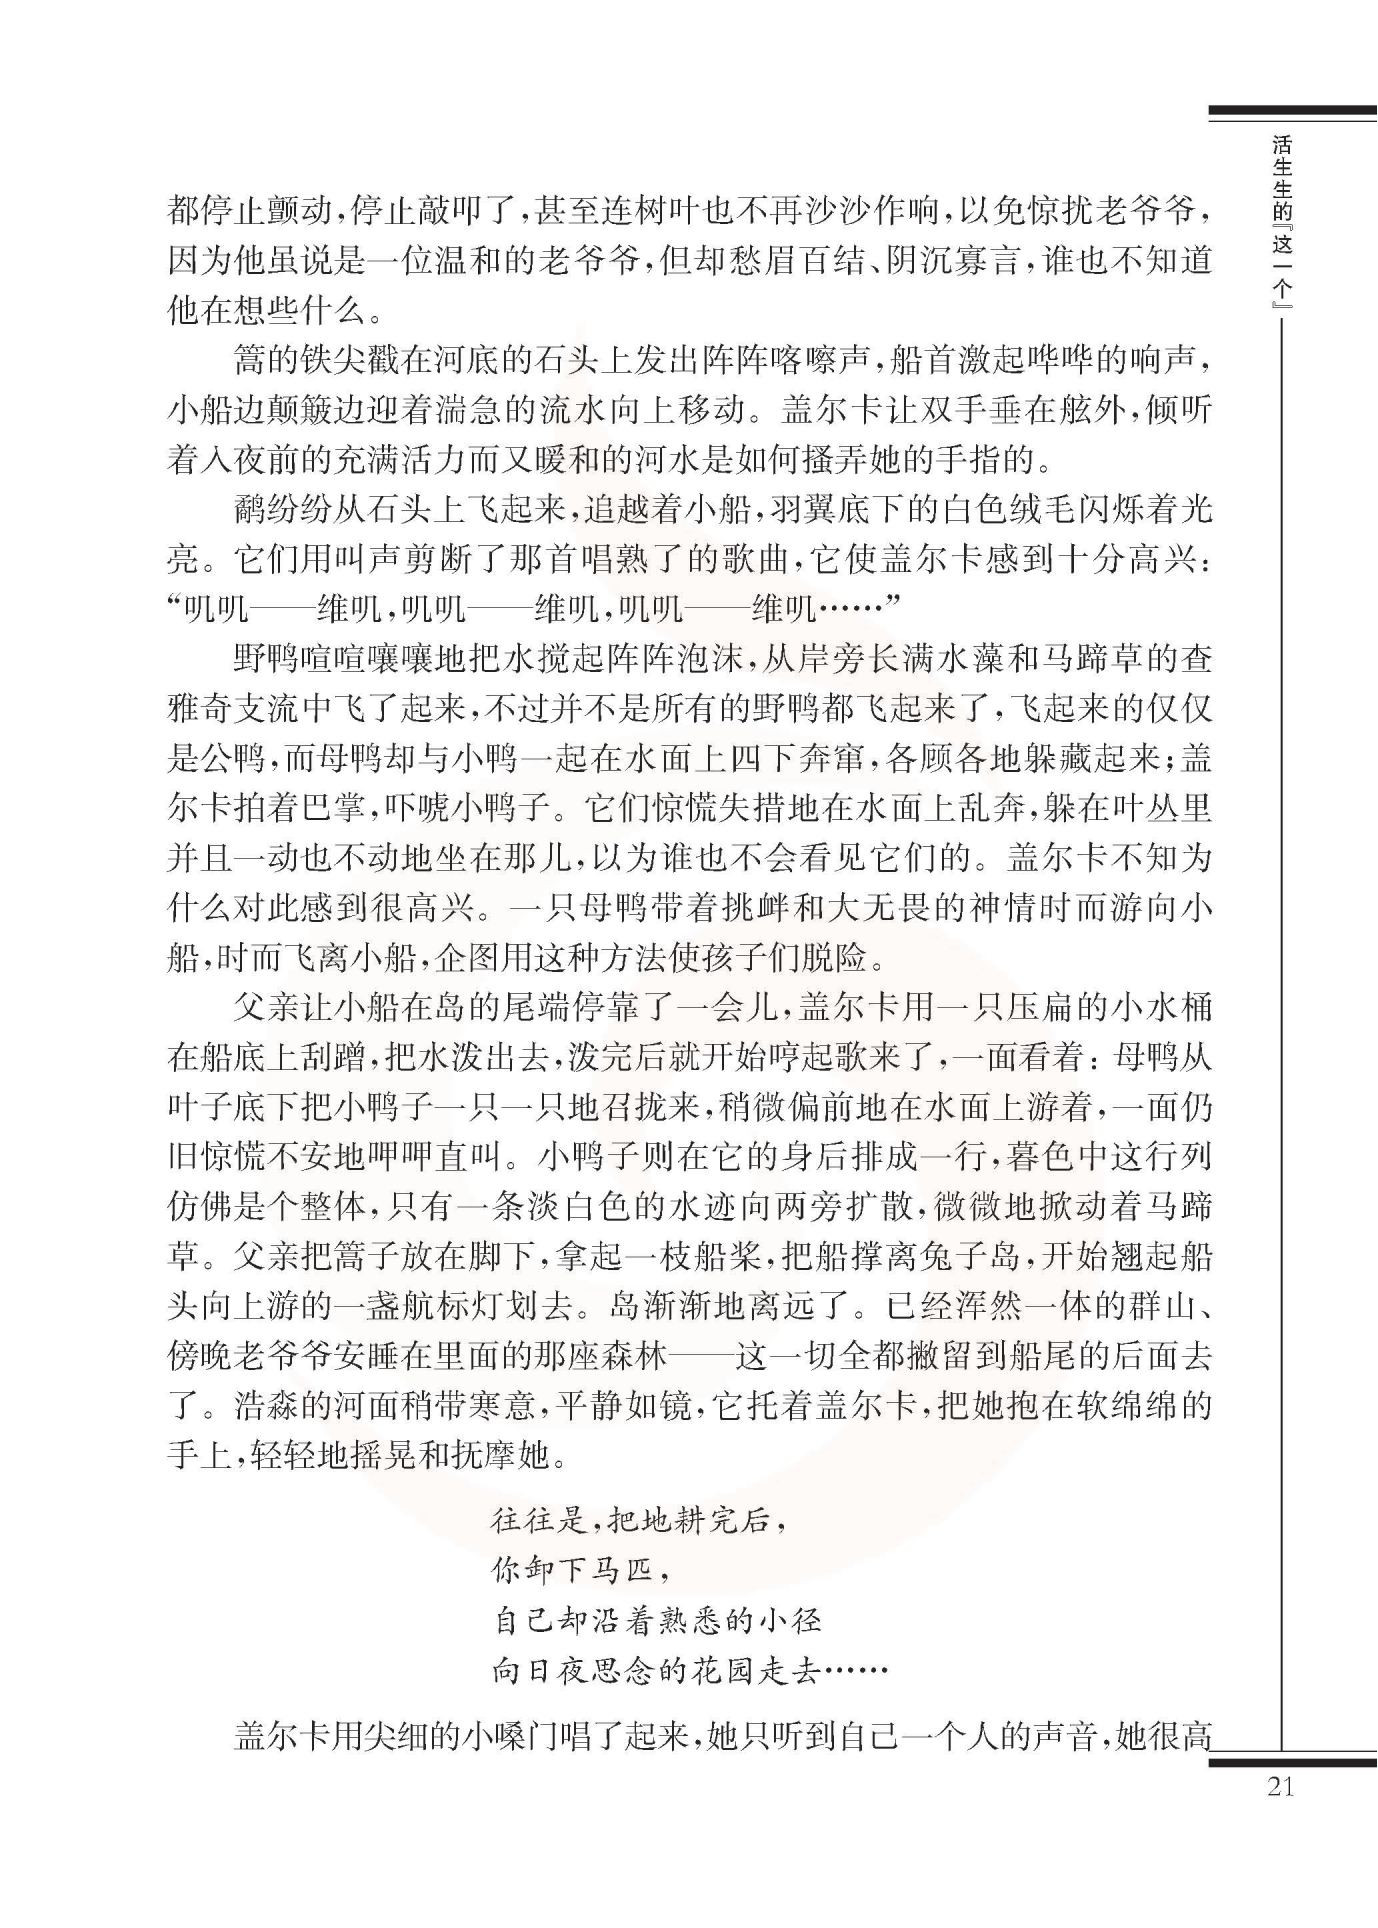 活生生的『这一个』
都停止颤动,停止敲叩了,甚至连树叶也不再沙沙作响,以免惊扰老爷爷,
因为他虽说是一位温和的老爷爷,但却愁眉百结、阴沉寡言,谁也不知道
他在想些什么。
篙的铁尖戳在河底的石头上发出阵阵喀嚓声,船首激起哗哗的响声,
小船边颠簸边迎着湍急的流水向上移动。盖尔卡让双手垂在舷外,倾听
着入夜前的充满活力而又暖和的河水是如何搔弄她的手指的。
鹬纷纷从石头上飞起来,追越着小船,羽翼底下的白色绒毛闪烁着光
亮。它们用叫声剪断了那首唱熟了的歌曲,它使盖尔卡感到十分高兴:
“叽叽——维叽,叽叽——维叽,叽叽——维叽……”
野鸭喧喧嚷嚷地把水搅起阵阵泡沫,从岸旁长满水藻和马蹄草的查
雅奇支流中飞了起来,不过并不是所有的野鸭都飞起来了,飞起来的仅仅
是公鸭,而母鸭却与小鸭一起在水面上四下奔窜,各顾各地躲藏起来;盖
尔卡拍着巴掌,吓唬小鸭子。它们惊慌失措地在水面上乱奔,躲在叶丛里
并且一动也不动地坐在那儿,以为谁也不会看见它们的。盖尔卡不知为
什么对此感到很高兴。一只母鸭带着挑衅和大无畏的神情时而游向小
船,时而飞离小船,企图用这种方法使孩子们脱险。
父亲让小船在岛的尾端停靠了一会儿,盖尔卡用一只压扁的小水桶
在船底上刮蹭,把水泼出去,泼完后就开始哼起歌来了,一面看着: 母鸭从
叶子底下把小鸭子一只一只地召拢来,稍微偏前地在水面上游着,一面仍
旧惊慌不安地呷呷直叫。小鸭子则在它的身后排成一行,暮色中这行列
仿佛是个整体,只有一条淡白色的水迹向两旁扩散,微微地掀动着马蹄
草。父亲把篙子放在脚下,拿起一枝船桨,把船撑离兔子岛,开始翘起船
头向上游的一盏航标灯划去。岛渐渐地离远了。已经浑然一体的群山、
傍晚老爷爷安睡在里面的那座森林——这一切全都撇留到船尾的后面去
了。浩淼的河面稍带寒意,平静如镜,它托着盖尔卡,把她抱在软绵绵的
手上,轻轻地摇晃和抚摩她。
往往是,把地耕完后,
你卸下马匹,
自己却沿着熟悉的小径
向日夜思念的花园走去……
盖尔卡用尖细的小嗓门唱了起来,她只听到自己一个人的声音,她很高
21